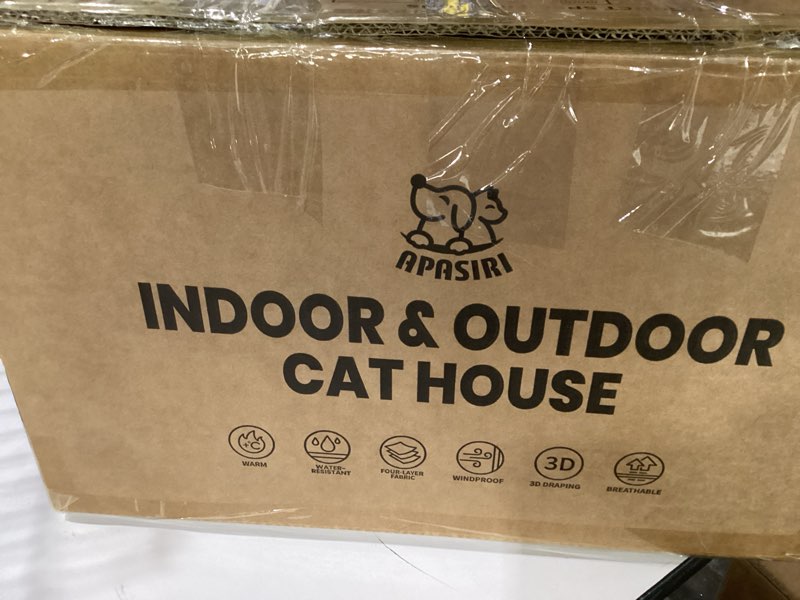 APASIRI
INDOOR & OUTDOOR
CAT HOUSE
+°C
WARM
WATER-
RESISTANT
FOUR-LAYER
FABRIC
WINDPROOF
3D
3D DRAPING
BREATHABLE